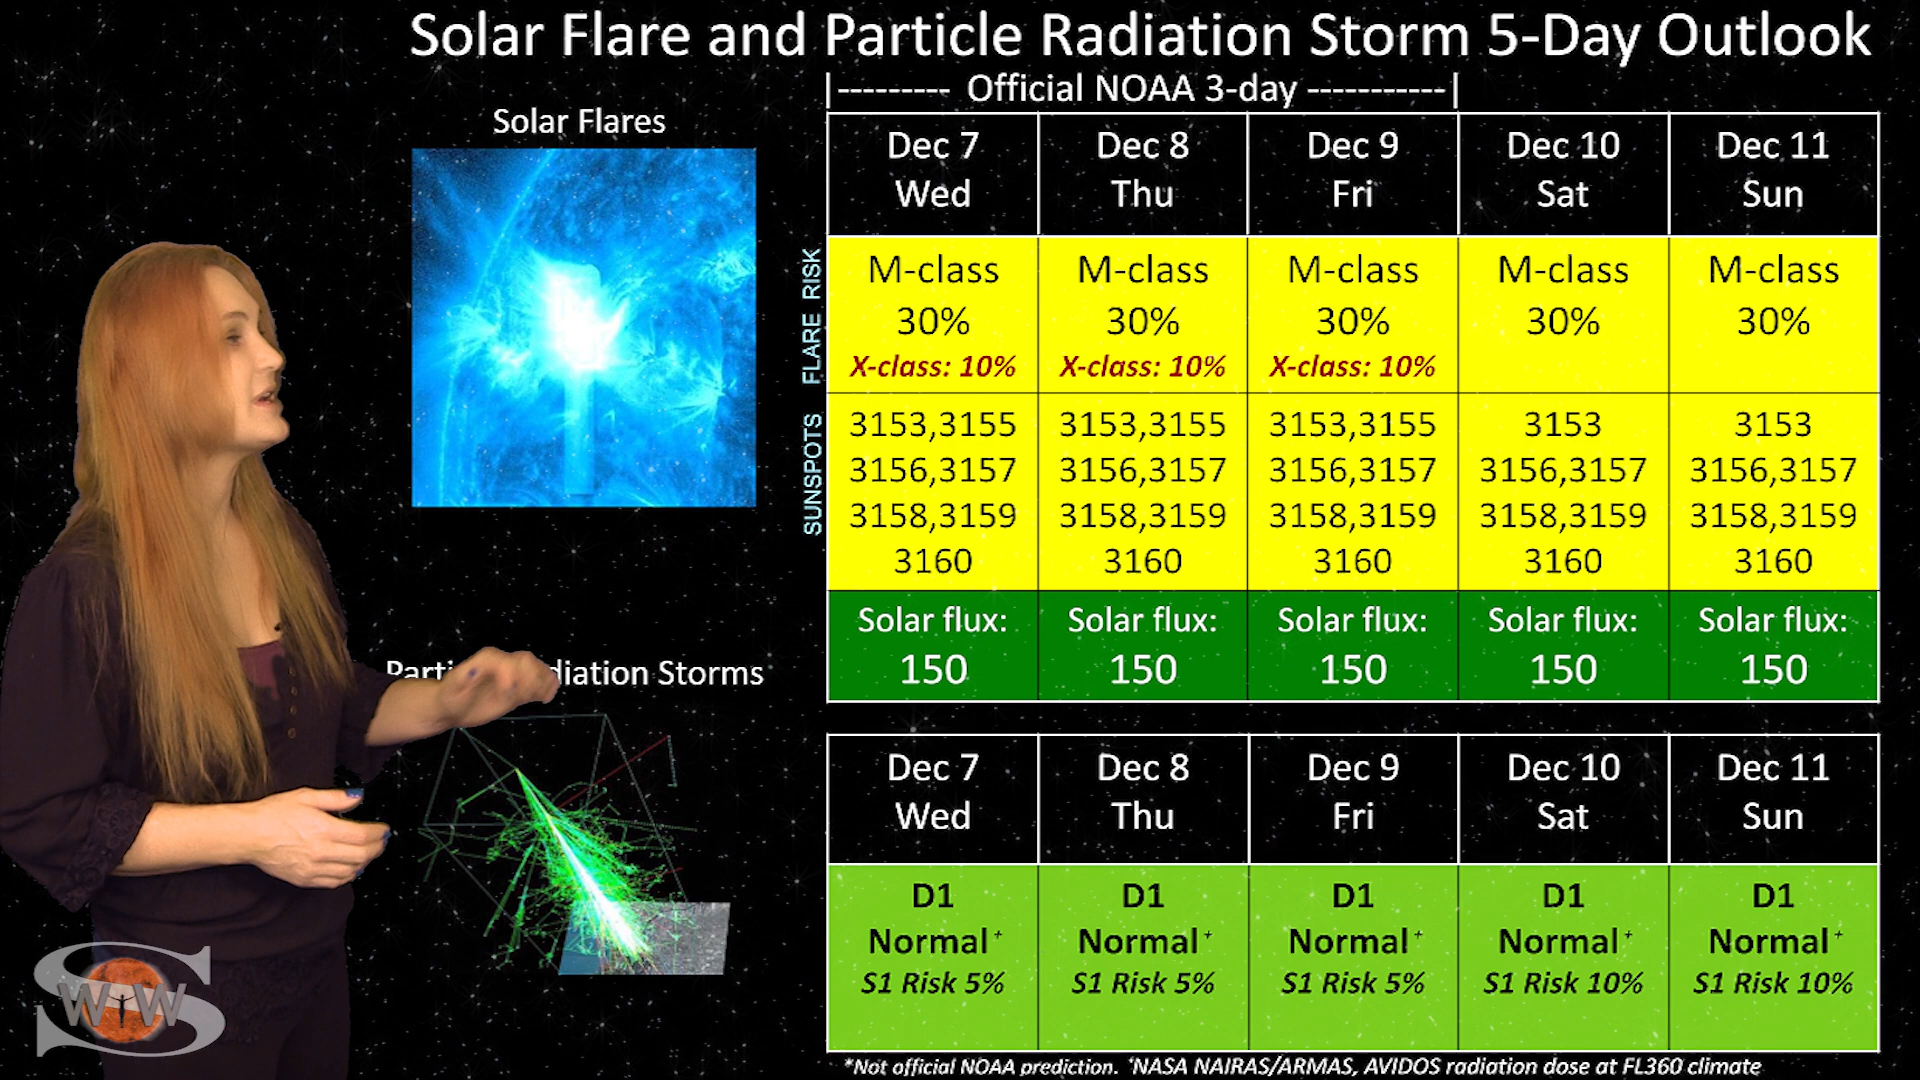 Solar Flare and Particle Radiation Storm 5-Day Outlook
|--------- Official NOAA 3-day -----------|
Solar Flares
Dec 7 Dec 8 Dec 9 Dec 10 Dec 11
Wed Thu Fri Sat Sun
FLARE RISK
M-class M-class M-class M-class M-class
30% 30% 30% 30% 30%
X-class: 10% X-class: 10% X-class: 10%
SUNSPOTS
3153,3155 3153,3155 3153,3155 3153 3153
3156,3157 3156,3157 3156,3157 3156,3157 3156,3157
3158,3159 3158,3159 3158,3159 3158,3159 3158,3159
3160 3160 3160 3160 3160
Solar flux: Solar flux: Solar flux: Solar flux: Solar flux:
150 150 150 150 150
Storms
Dec 7 Dec 8 Dec 9 Dec 10 Dec 11
Wed Thu Fri Sat Sun
D1 D1 D1 D1 D1
Normal+ Normal+ Normal+ Normal+ Normal+
S1 Risk 5% S1 Risk 5% S1 Risk 5% S1 Risk 10% S1 Risk 10%
*Not official NOAA prediction. +NASA NAIRAS/ARMAS, AVIDOS radiation dose at FL360 climate